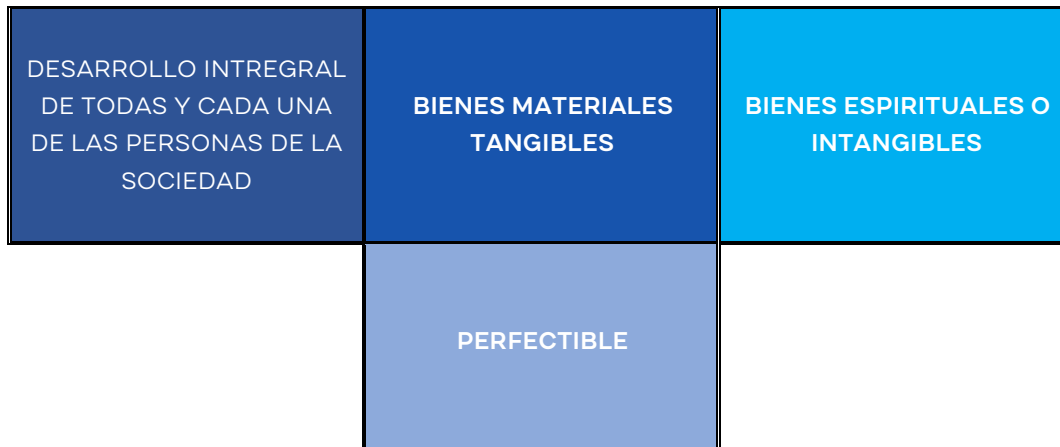 DESARROLLO INTREGRAL
DE TODAS Y CADA UNA
DE LAS PERSONAS DE LA
SOCIEDAD
BIENES MATERIALES
TANGIBLES
BIENES ESPIRITUALES O
INTANGIBLES
PERFECTIBLE